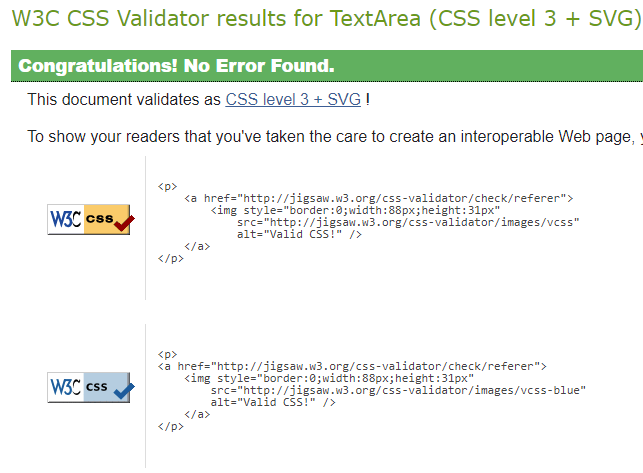 W3C CSS Validator results for TextArea (CSS level 3 + SVG)
Congratulations! No Error Found.
This document validates as CSS level 3 + SVG !
To show your readers that you've taken the care to create an interoperable Web page,
W3C css
<p>
<a href="http://jigsaw.w3.org/css-validator/check/referer">
<img style="border:0;width:88px;height:31px"
src="http://jigsaw.w3.org/css-validator/images/vcss"
alt="Valid CSS!" />
</a>
</p>
W3C css
<p>
<a href="http://jigsaw.w3.org/css-validator/check/referer">
<img style="border:0;width:88px;height:31px"
src="http://jigsaw.w3.org/css-validator/images/vcss-blue"
alt="Valid CSS!" />
</a>
</p>